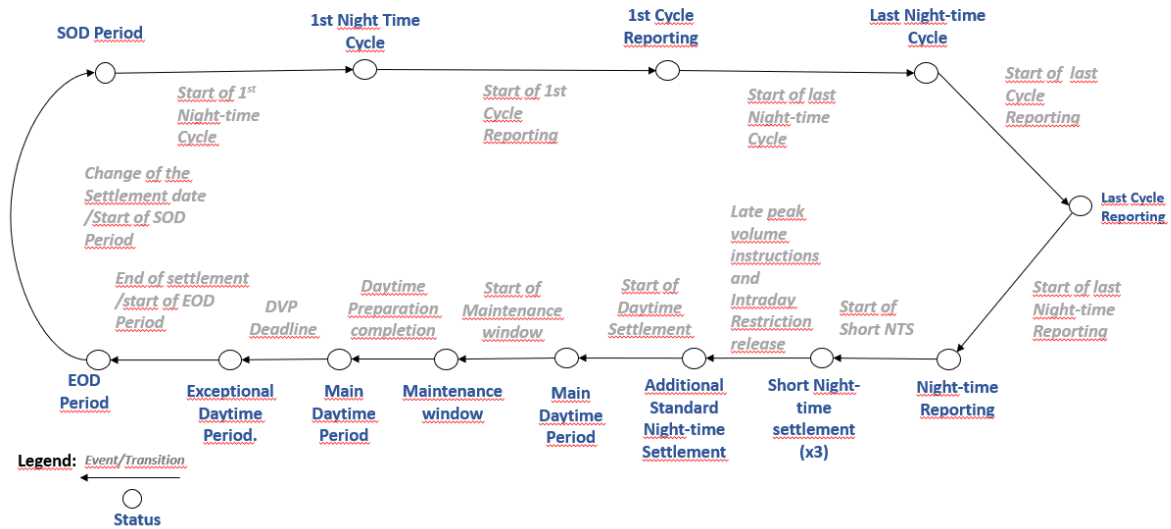 SOD Period
1st Night Time
Cycle
1st Cycle
Reporting
Last Night-time
Cycle
Start of 1st
Night-time
Cycle
Start of 1st
Cycle
Reporting
Start of last
Night-time
Cycle
Start of last
Cycle
Reporting
Last Cycle
Reporting
Change of the
Settlement date
/Start of SOD
Period
End of settlement
/start of EOD
Period
DVP
Deadline
Daytime
Preparation
completion
Start of
Maintenance
window
Start of
Daytime
Settlement
Late peak
volume
instructions
and
Intraday
Restriction
release
Start of
Short NTS
Start of last
Night-time
Reporting
EOD
Period
Exceptional
Daytime
Period.
Main
Daytime
Period
Maintenance
window
Main
Daytime
Period
Additional
Standard
Night-time
Settlement
Short Night-
time
settlement
(x3)
Night-time
Reporting
Legend: Event/Transition
Status